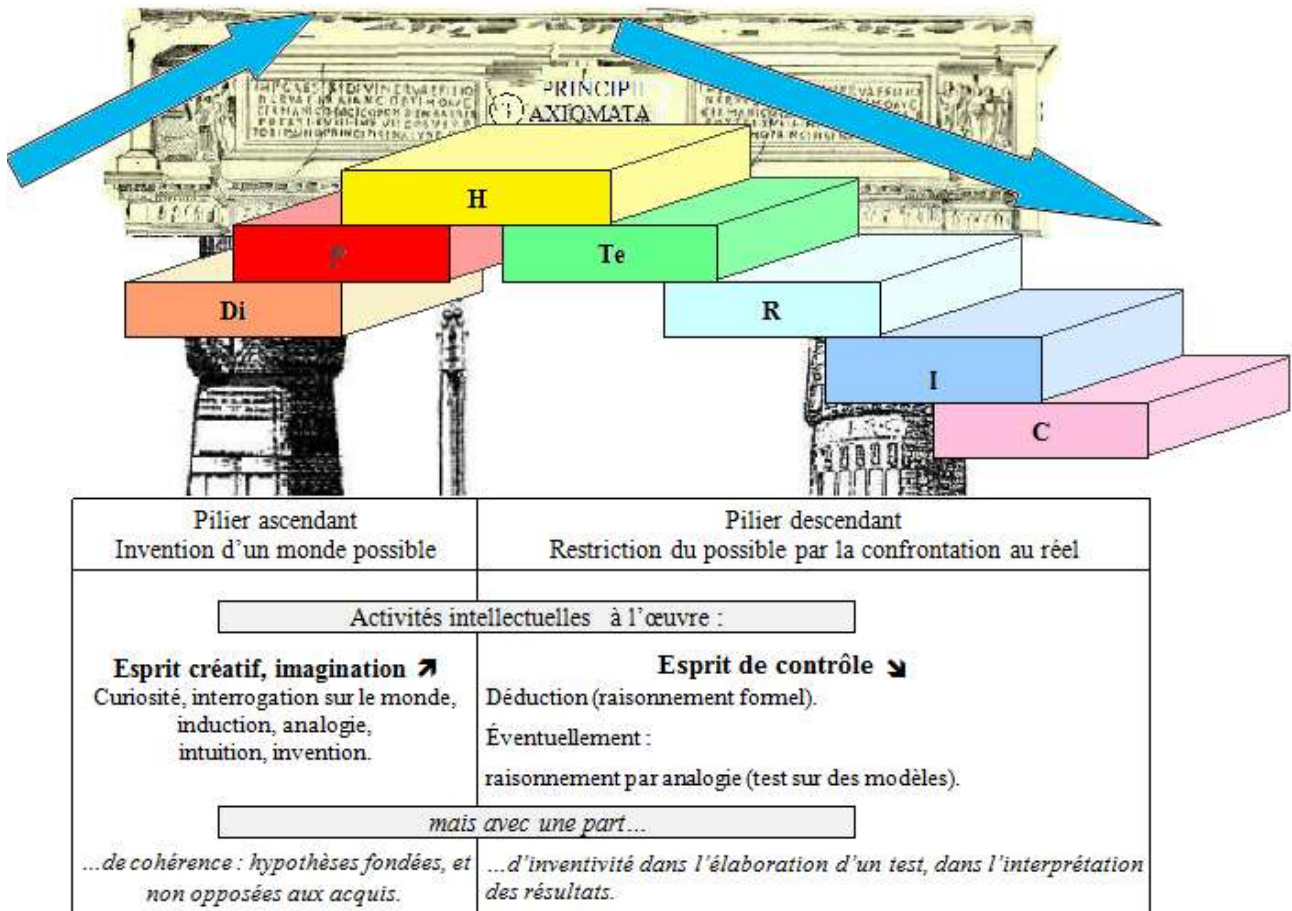 PRINCIPII
AXIOMATA
H
P
Te
Di
R
I
C
Pilier ascendant
Invention d’un monde possible
Pilier descendant
Restriction du possible par la confrontation au réel
Activités intellectuelles à l’œuvre :
Esprit créatif, imagination ↗
Curiosité, interrogation sur le monde,
induction, analogie,
intuition, invention.
Esprit de contrôle ↘
Déduction (raisonnement formel).
Éventuellement :
raisonnement par analogie (test sur des modèles).
mais avec une part…
…de cohérence : hypothèses fondées, et
non opposées aux acquis.
…d’inventivité dans l’élaboration d’un test, dans l’interprétation
des résultats.